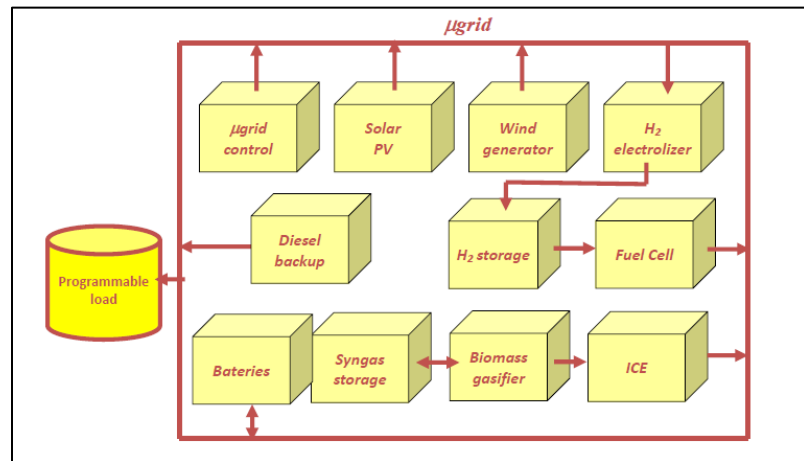 μgrid
μgrid
control
Solar
PV
Wind
generator
H₂
electrolizer
Diesel
backup
H₂ storage
Fuel Cell
Programmable
load
Bateries
Syngas
storage
Biomass
gasifier
ICE